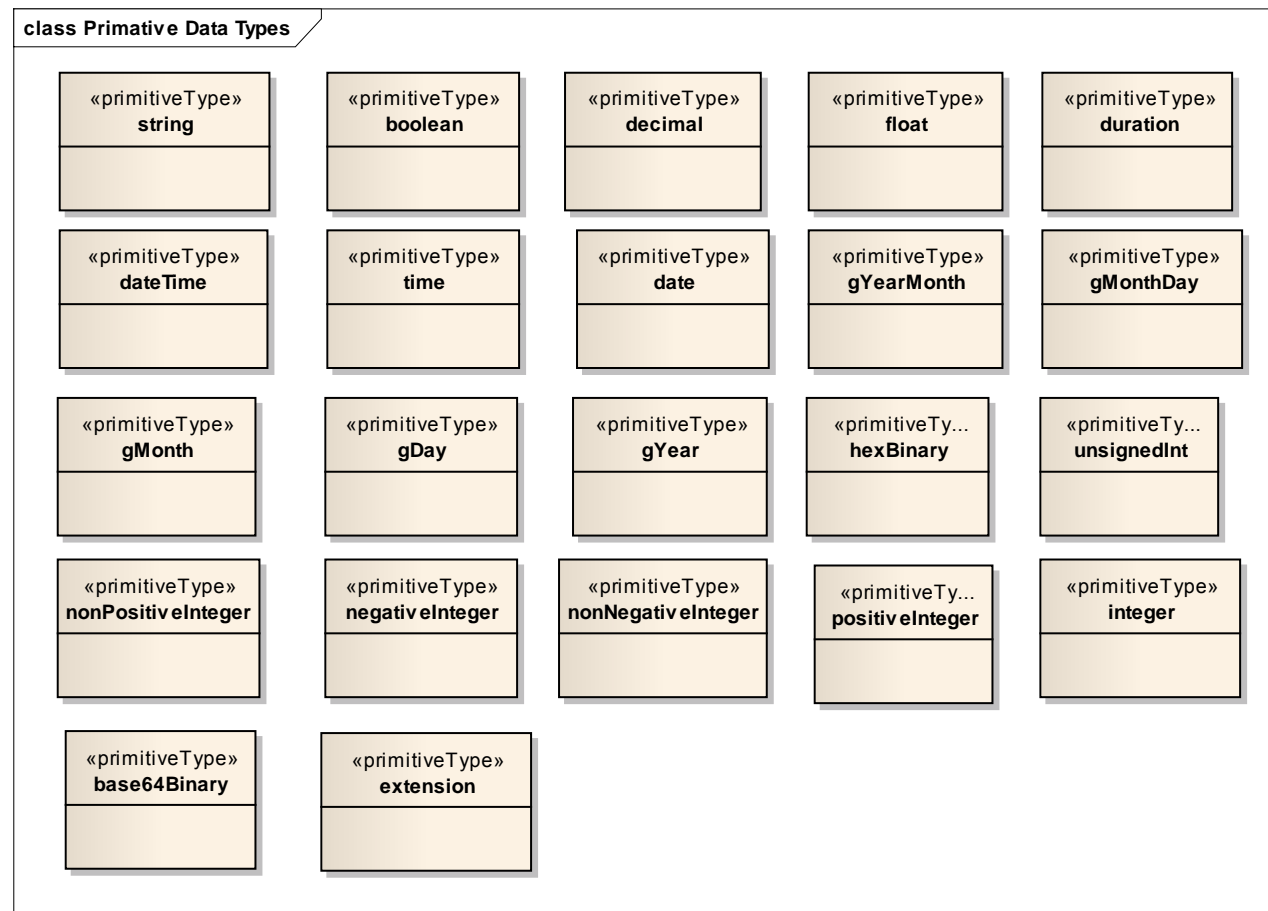 class Primative Data Types
«primitiveType»
string
«primitiveType»
boolean
«primitiveType»
decimal
«primitiveType»
float
«primitiveType»
duration
«primitiveType»
dateTime
«primitiveType»
time
«primitiveType»
date
«primitiveType»
gYearMonth
«primitiveType»
gMonthDay
«primitiveType»
gMonth
«primitiveType»
gDay
«primitiveType»
gYear
«primitiveTy...
hexBinary
«primitiveTy...
unsignedInt
«primitiveType»
nonPositiveInteger
«primitiveType»
negativeInteger
«primitiveType»
nonNegativeInteger
«primitiveTy...
positiveInteger
«primitiveType»
integer
«primitiveType»
base64Binary
«primitiveType»
extension